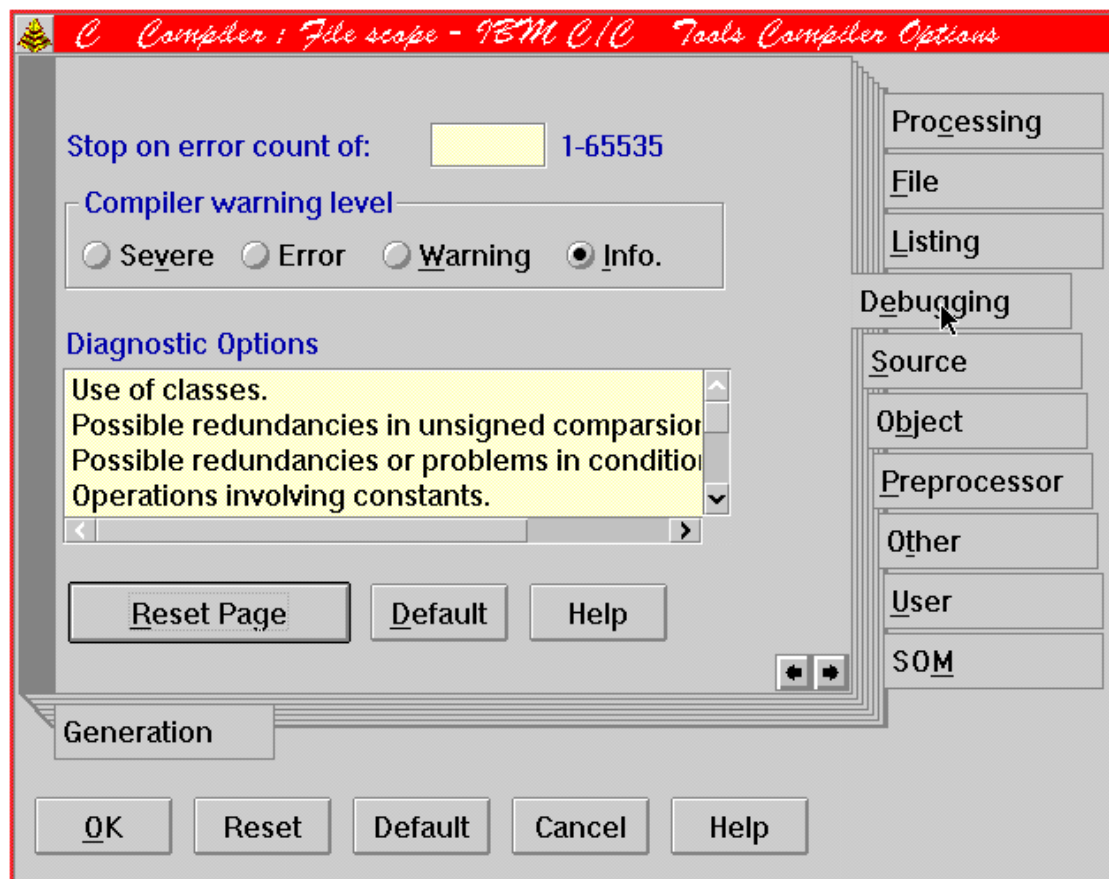 C Compiler : File scope - IBM C/C Tools Compiler Options
Stop on error count of: 1-65535
Compiler warning level
Severe Error Warning Info.
Diagnostic Options
Use of classes.
Possible redundancies in unsigned comparsion
Possible redundancies or problems in condition
Operations involving constants.
Reset Page Default Help
Generation
Processing
File
Listing
Debugging
Source
Object
Preprocessor
Other
User
SOM
OK Reset Default Cancel Help